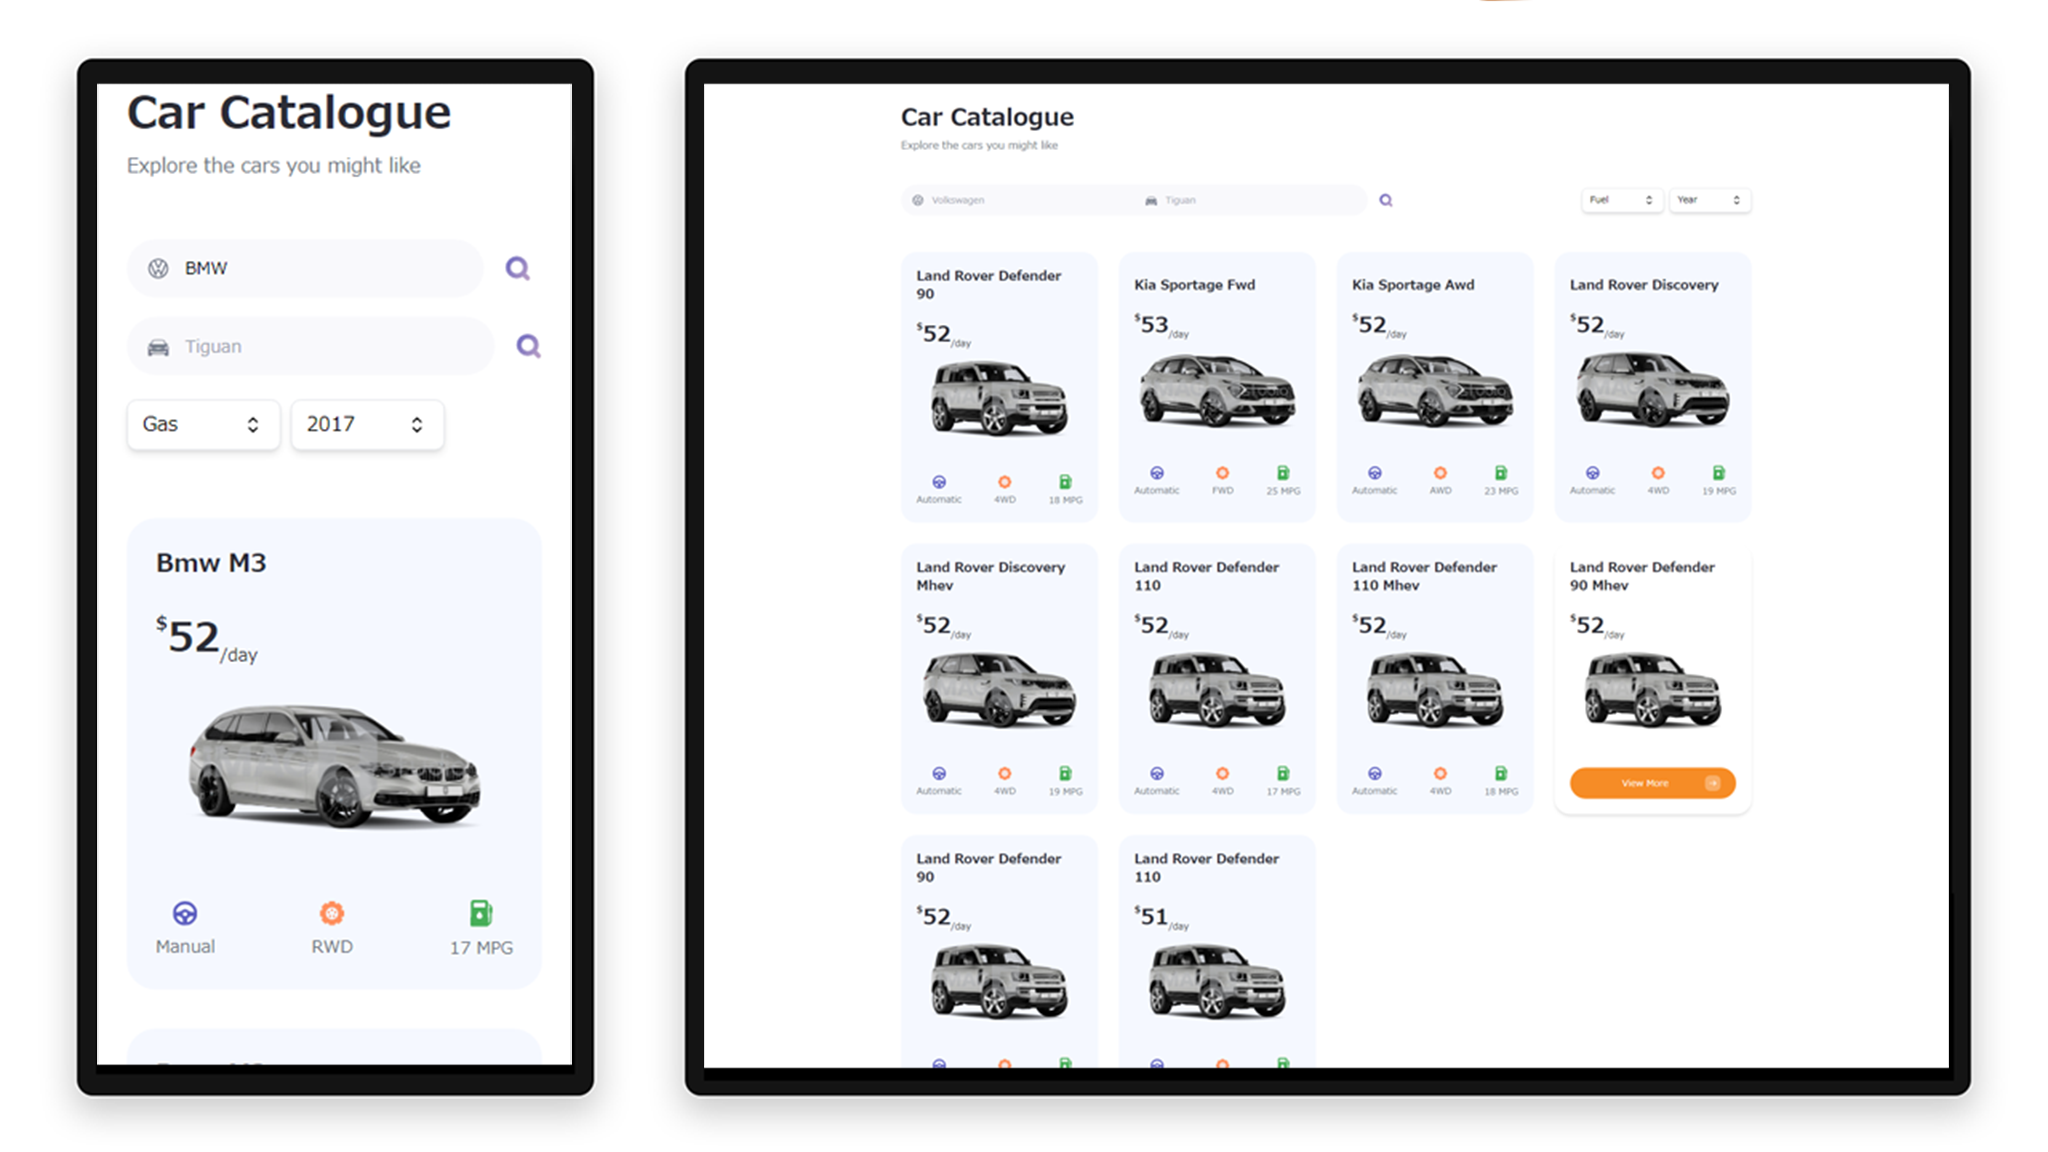 Car Catalogue
Explore the cars you might like
BMW
Tiguan
Gas
2017
Bmw M3
$52/day
Manual
RWD
17 MPG
Car Catalogue
Explore the cars you might like
Volkswagen
Tiguan
Fuel
Year
Land Rover Defender
90
$52/day
Automatic
4WD
18 MPG
Kia Sportage Fwd
$53/day
Automatic
FWD
25 MPG
Kia Sportage Awd
$52/day
Automatic
AWD
23 MPG
Land Rover Discovery
$52/day
Automatic
4WD
19 MPG
Land Rover Discovery
Mhev
$52/day
Automatic
4WD
19 MPG
Land Rover Defender
110
$52/day
Automatic
4WD
17 MPG
Land Rover Defender
110 Mhev
$52/day
Automatic
4WD
18 MPG
Land Rover Defender
90 Mhev
$52/day
View More
Land Rover Defender
90
$52/day
Land Rover Defender
110
$51/day